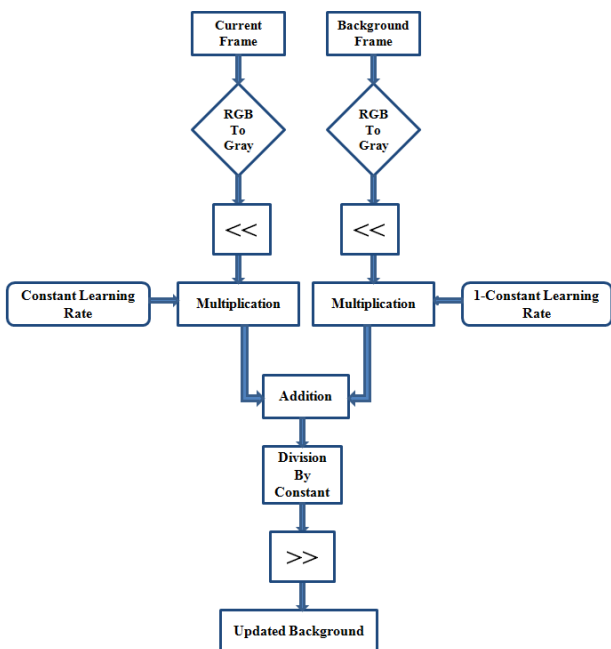 Current
Frame
Background
Frame
RGB
To
Gray
RGB
To
Gray
<<
<<
Constant Learning
Rate
Multiplication
Multiplication
1-Constant Learning
Rate
Addition
Division
By
Constant
>>
Updated Background